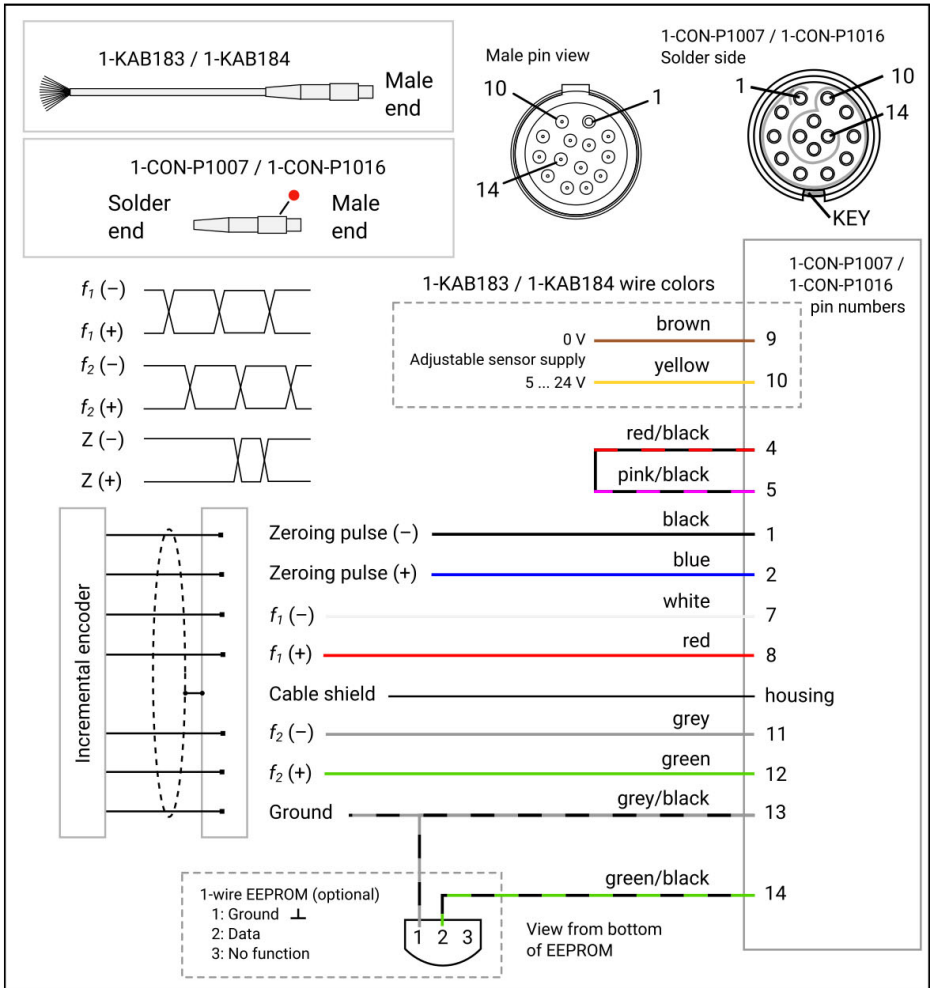 1-KAB183 / 1-KAB184
Male
end
1-CON-P1007 / 1-CON-P1016
Solder
end
Male
end
Male pin view
10
1
14
1-CON-P1007 / 1-CON-P1016
Solder side
1
10
14
KEY
f1 (–)
f1 (+)
f2 (–)
f2 (+)
Z (–)
Z (+)
1-KAB183 / 1-KAB184 wire colors
1-CON-P1007 /
1-CON-P1016
pin numbers
0 V brown 9
Adjustable sensor supply
5 ... 24 V yellow 10
red/black 4
pink/black 5
Incremental encoder
Zeroing pulse (–) black 1
Zeroing pulse (+) blue 2
f1 (–) white 7
f1 (+) red 8
Cable shield housing
f2 (–) grey 11
f2 (+) green 12
Ground grey/black 13
green/black 14
1-wire EEPROM (optional)
1: Ground ⊥
2: Data
3: No function
1 2 3
View from bottom
of EEPROM